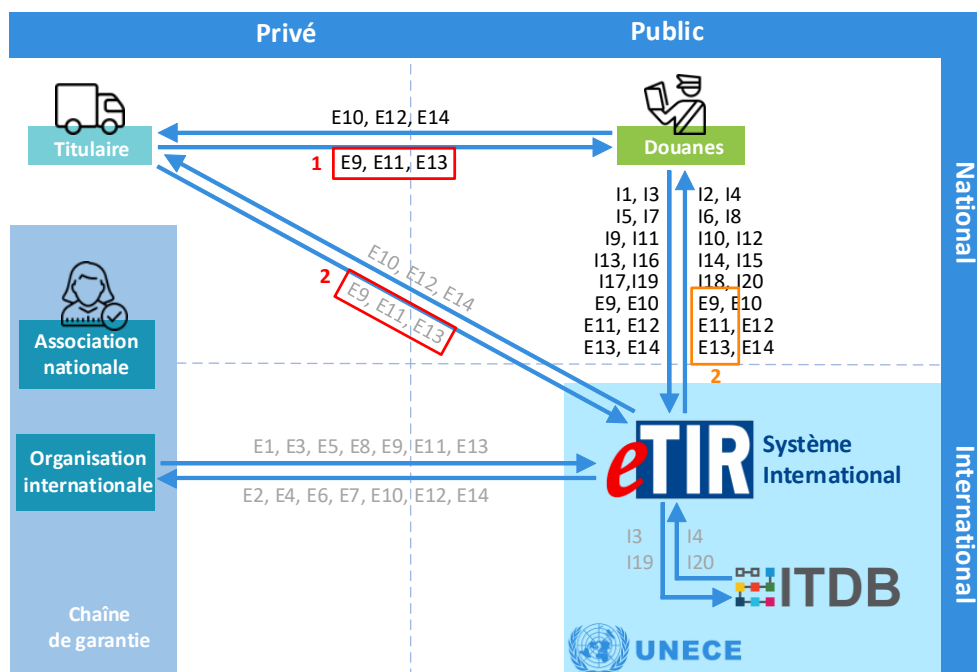 Privé
Public
National
E10, E12, E14
Titulaire
Douanes
1
E9, E11, E13
I1, I3
I5, I7
I9, I11
I13, I16
I17,I19
E9, E10
E11, E12
E13, E14
I2, I4
I6, I8
I10, I12
I14, I15
I18, I20
E9, E10
E11, E12
E13, E14
2
E10, E12, E14
2
E9, E11, E13
Association
nationale
Organisation
internationale
E1, E3, E5, E8, E9, E11, E13
E2, E4, E6, E7, E10, E12, E14
eTIR
Système
International
International
I3
I19
I4
I20
ITDB
Chaîne
de garantie
UNECE